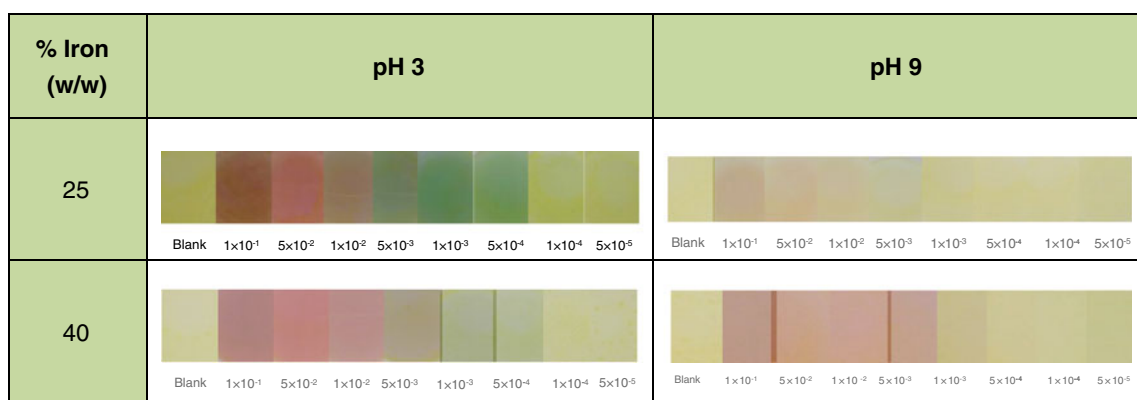 % Iron
(w/w)
pH 3
pH 9
25
Blank 1×10⁻¹ 5×10⁻² 1×10⁻² 5×10⁻³ 1×10⁻³ 5×10⁻⁴ 1×10⁻⁴ 5×10⁻⁵
Blank 1×10⁻¹ 5×10⁻² 1×10⁻² 5×10⁻³ 1×10⁻³ 5×10⁻⁴ 1×10⁻⁴ 5×10⁻⁵
40
Blank 1×10⁻¹ 5×10⁻² 1×10⁻² 5×10⁻³ 1×10⁻³ 5×10⁻⁴ 1×10⁻⁴ 5×10⁻⁵
Blank 1×10⁻¹ 5×10⁻² 1×10⁻² 5×10⁻³ 1×10⁻³ 5×10⁻⁴ 1×10⁻⁴ 5×10⁻⁵